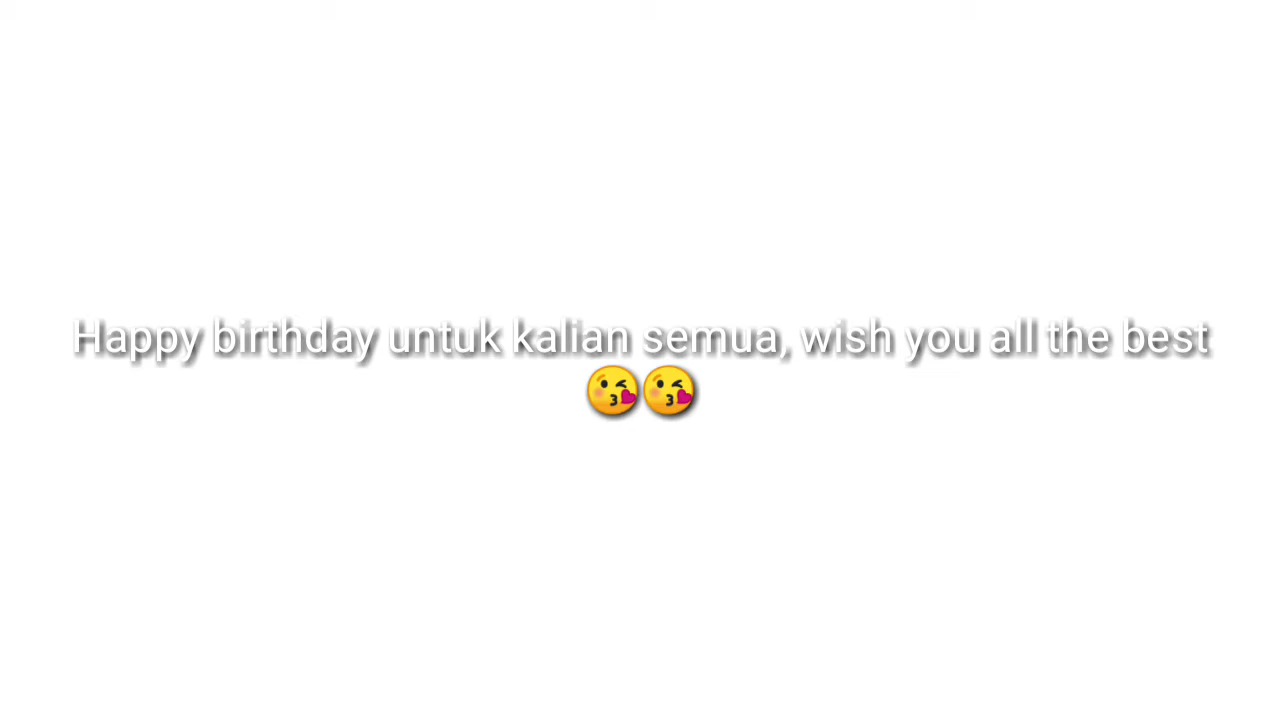 Happy birthday untuk kalian semua, wish you all the best
😘😘